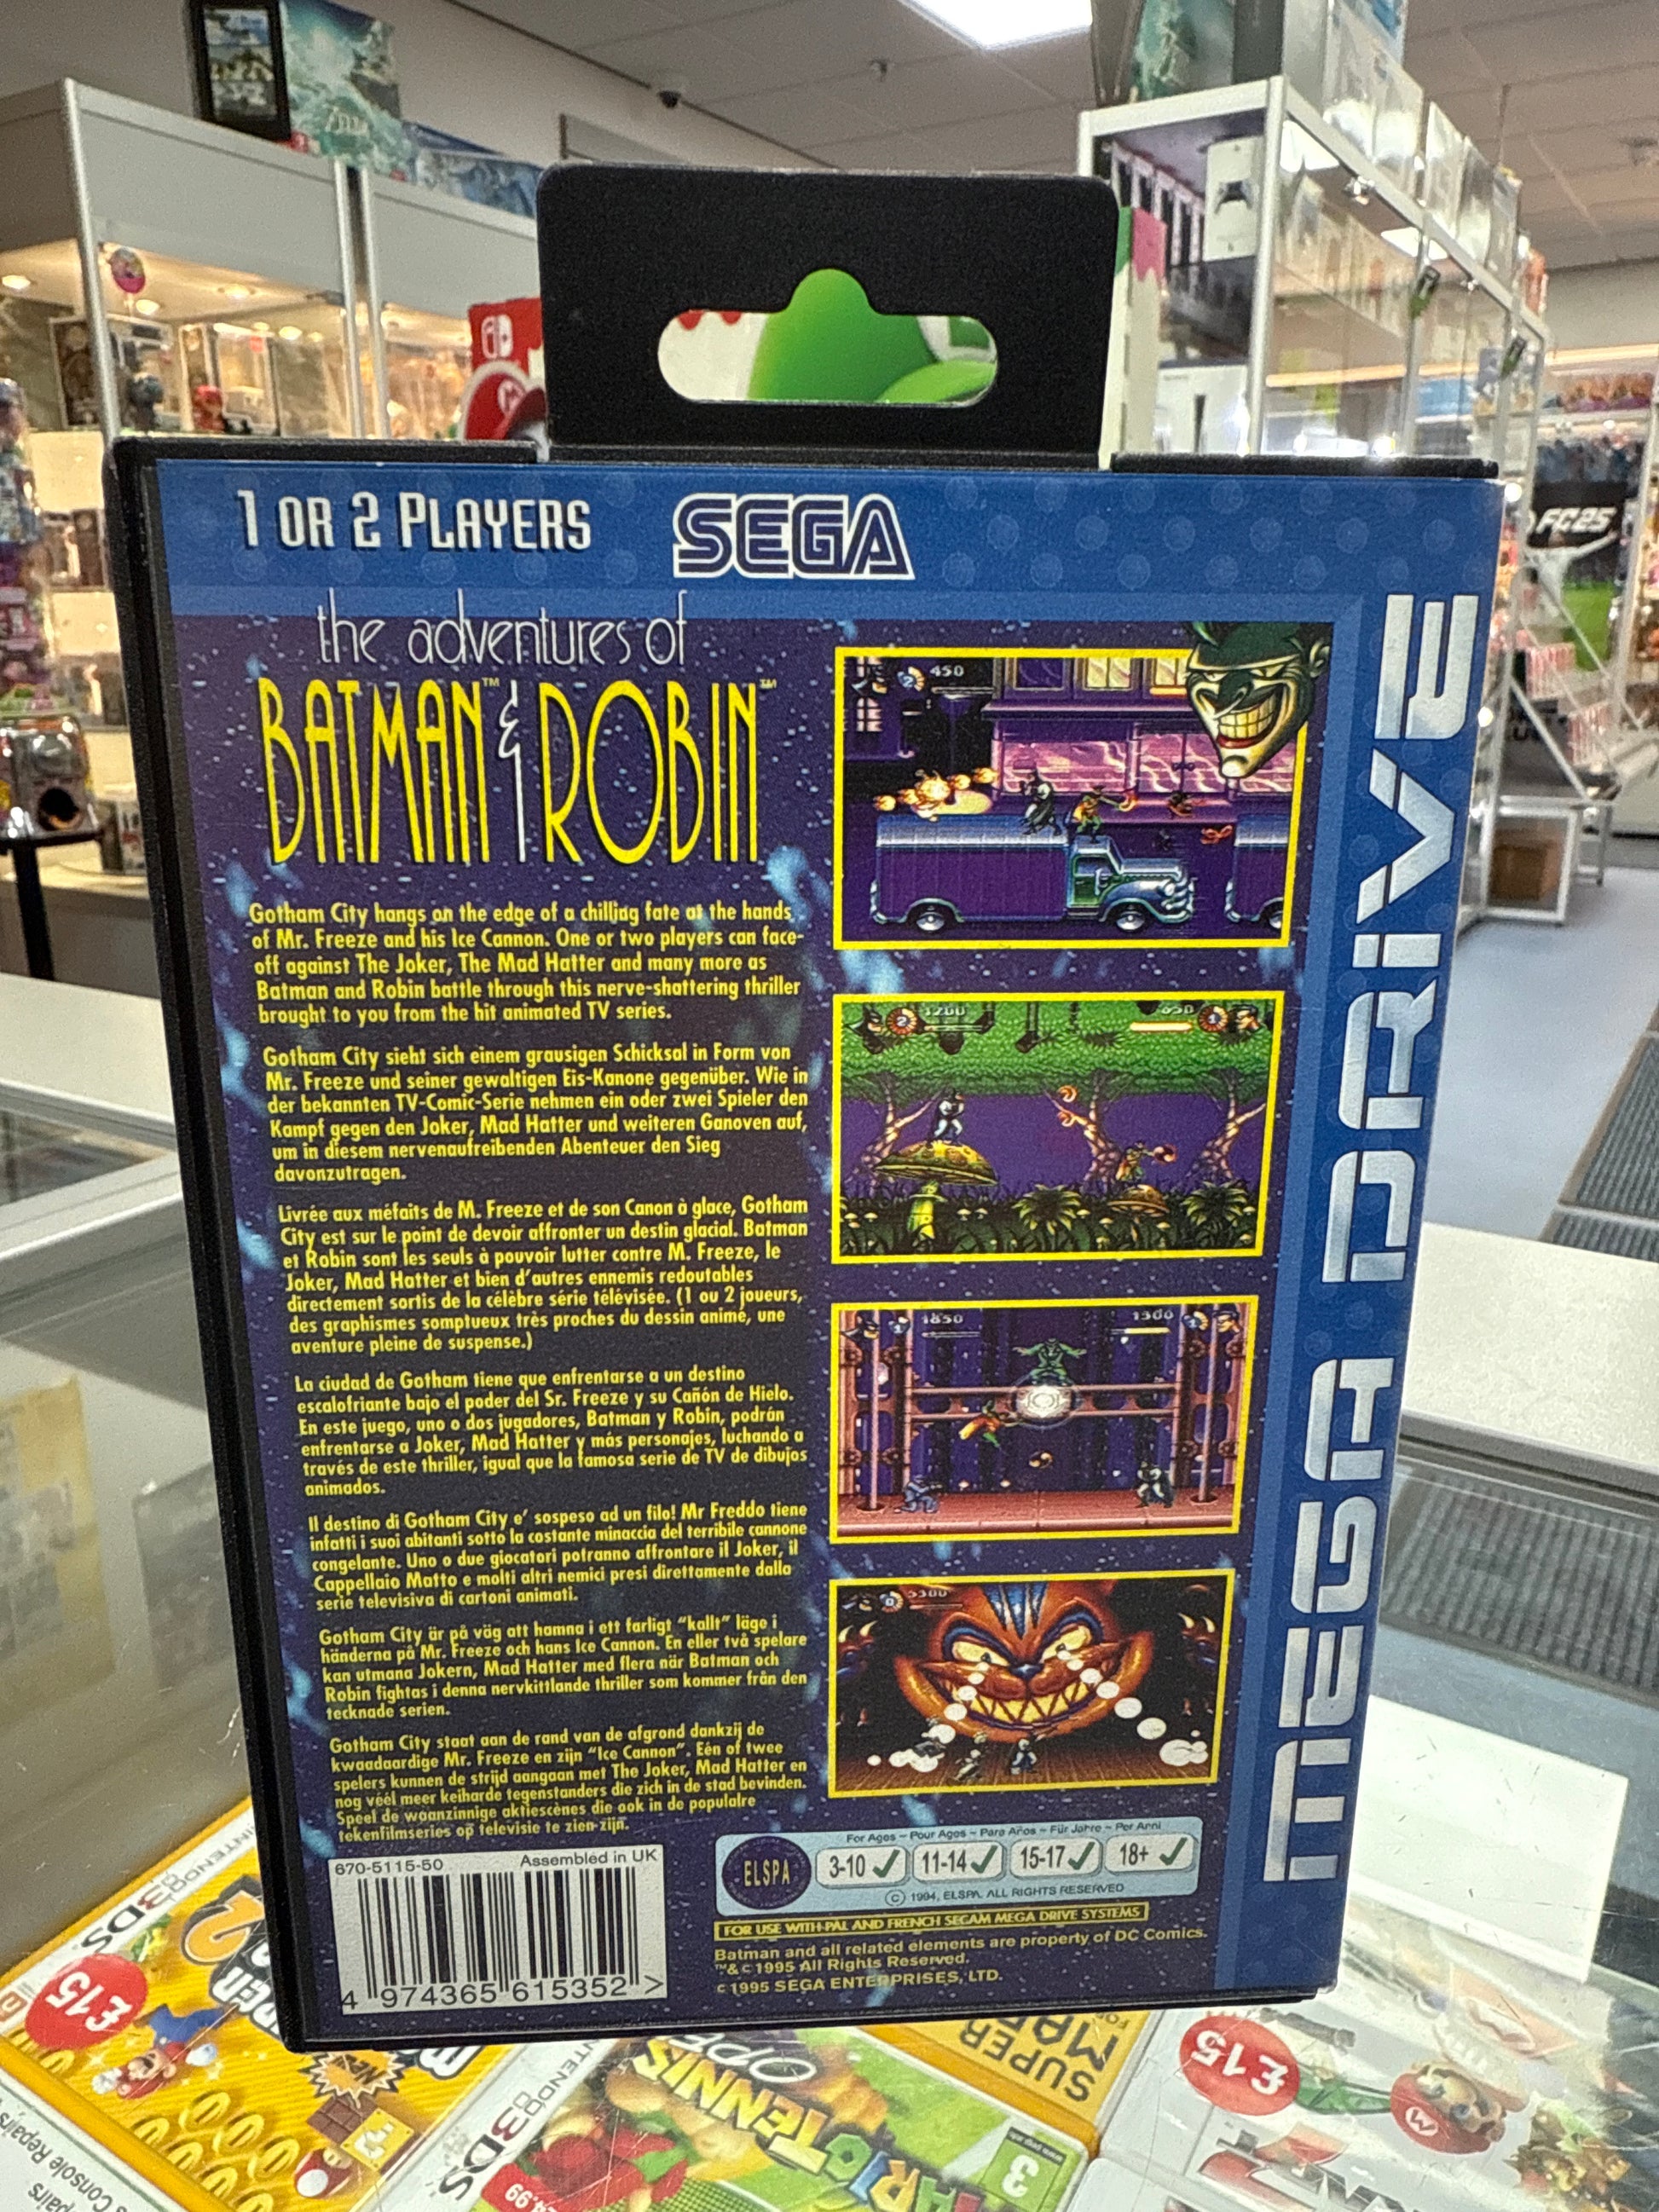 1 OR 2 PLAYERS
SEGA
MEGA DRIVE
the adventures of
BATMAN™ & ROBIN™
Gotham City hangs on the edge of a chilling fate at the hands
of Mr. Freeze and his Ice Cannon. One or two players can face-
off against The Joker, The Mad Hatter and many more as
Batman and Robin battle through this nerve-shattering thriller
brought to you from the hit animated TV series.
Gotham City sieht sich einem grausigen Schicksal in Form von
Mr. Freeze und seiner gewaltigen Eis-Kanone gegenüber. Wie in
der bekannten TV-Comic-Serie nehmen ein oder zwei Spieler den
Kampf gegen den Joker, Mad Hatter und weiteren Ganoven auf,
um in diesem nervenaufreibenden Abenteuer den Sieg
davonzutragen.
Livrée aux méfaits de M. Freeze et de son Canon à glace, Gotham
City est sur le point de devoir affronter un destin glacial. Batman
et Robin sont les seuls à pouvoir lutter contre M. Freeze, le
Joker, Mad Hatter et bien d'autres ennemis redoutables
directement sortis de la célèbre série télévisée. (1 ou 2 joueurs,
des graphismes somptueux très proches du dessin animé, une
aventure pleine de suspense.)
La ciudad de Gotham tiene que enfrentarse a un destino
escalofriante bajo el poder del Sr. Freeze y su Cañón de Hielo.
En este juego, uno o dos jugadores, Batman y Robin, podrán
enfrentarse a Joker, Mad Hatter y más personajes, luchando a
través de este thriller, igual que la famosa serie de TV de dibujos
animados.
Il destino di Gotham City e' sospeso ad un filo! Mr Freddo tiene
infatti i suoi abitanti sotto la costante minaccia del terribile cannone
congelante. Uno o due giocatori potranno affrontare il Joker, il
Cappellaio Matto e molti altri nemici presi direttamente dalla
serie televisiva di cartoni animati.
Gotham City är på väg att hamna i ett farligt "kallt" läge i
händerna på Mr. Freeze och hans Ice Cannon. En eller två spelare
kan utmana Jokern, Mad Hatter med flera när Batman och
Robin fightas i denna nervkittlande thriller som kommer från den
tecknade serien.
Gotham City staat aan de rand van de afgrond dankzij de
kwaadaardige Mr. Freeze en zijn "Ice Cannon". Eén of twee
spelers kunnen de strijd aangaan met The Joker, Mad Hatter en
nog véél meer keiharde tegenstanders die zich in de stad bevinden.
Speel de waanzinnige aktiescènes die ook in de populaire
tekenfilmseries op televisie te zien zijn.
450
1200
850
1850
1300
3300
670-5115-50 Assembled in UK
4 974365 615352 >
ELSPA
For Ages – Pour Ages – Para Años – Für Jahre – Per Anni
3-10 ✓ 11-14 ✓ 15-17 ✓ 18+ ✓
© 1994, ELSPA. ALL RIGHTS RESERVED
FOR USE WITH PAL AND FRENCH SECAM MEGA DRIVE SYSTEMS
Batman and all related elements are property of DC Comics.
™& © 1995 All Rights Reserved.
© 1995 SEGA ENTERPRISES, LTD.
FC25
£15
£15
NINTENDO 3DS
NINTENDO 3DS
NEW
2
SUPER
TENNIS
OPEN
3
Console Repairs